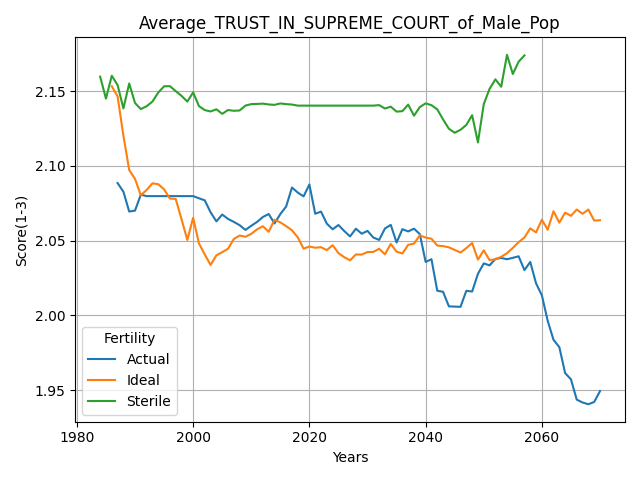 Average_TRUST_IN_SUPREME_COURT_of_Male_Pop
Score(1-3)
2.15
2.10
2.05
2.00
1.95
Fertility
Actual
Ideal
Sterile
1980
2000
2020
2040
2060
Years